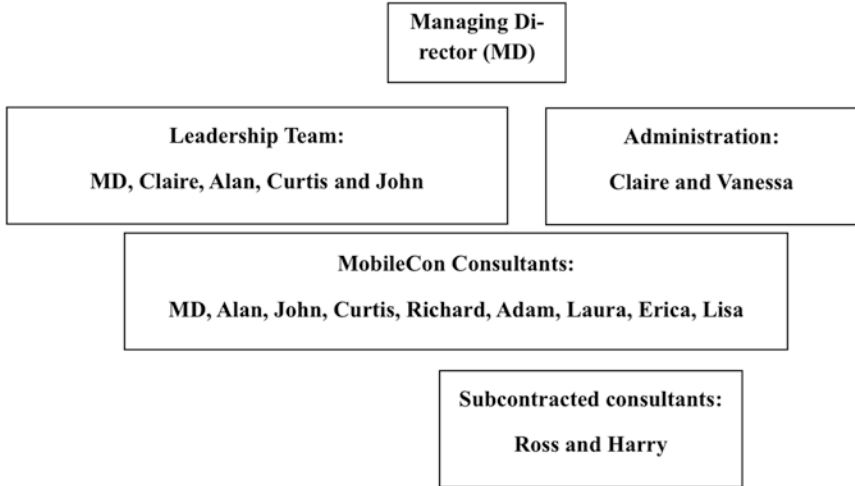 Managing Di-
rector (MD)
Leadership Team:
MD, Claire, Alan, Curtis and John
Administration:
Claire and Vanessa
MobileCon Consultants:
MD, Alan, John, Curtis, Richard, Adam, Laura, Erica, Lisa
Subcontracted consultants:
Ross and Harry